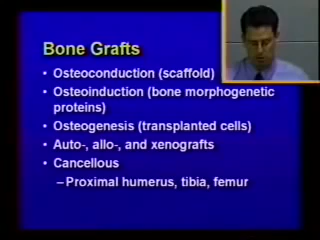 Bone Grafts
• Osteoconduction (scaffold)
• Osteoinduction (bone morphogenetic
proteins)
• Osteogenesis (transplanted cells)
• Auto-, allo-, and xenografts
• Cancellous
–Proximal humerus, tibia, femur